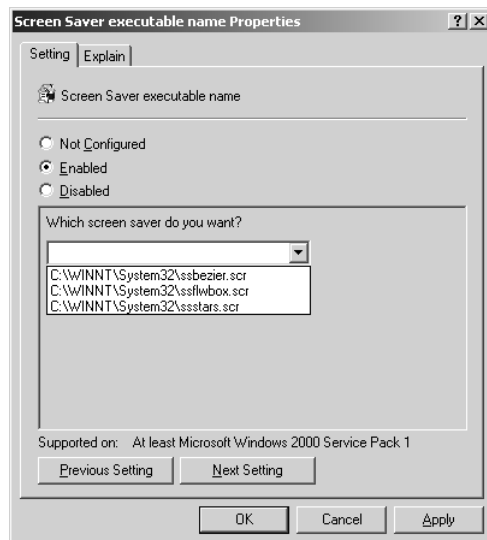 Screen Saver executable name Properties
Setting Explain
Screen Saver executable name
Not Configured
Enabled
Disabled
Which screen saver do you want?
C:\WINNT\System32\ssbezier.scr
C:\WINNT\System32\ssflwbox.scr
C:\WINNT\System32\ssstars.scr
Supported on: At least Microsoft Windows 2000 Service Pack 1
Previous Setting Next Setting
OK Cancel Apply